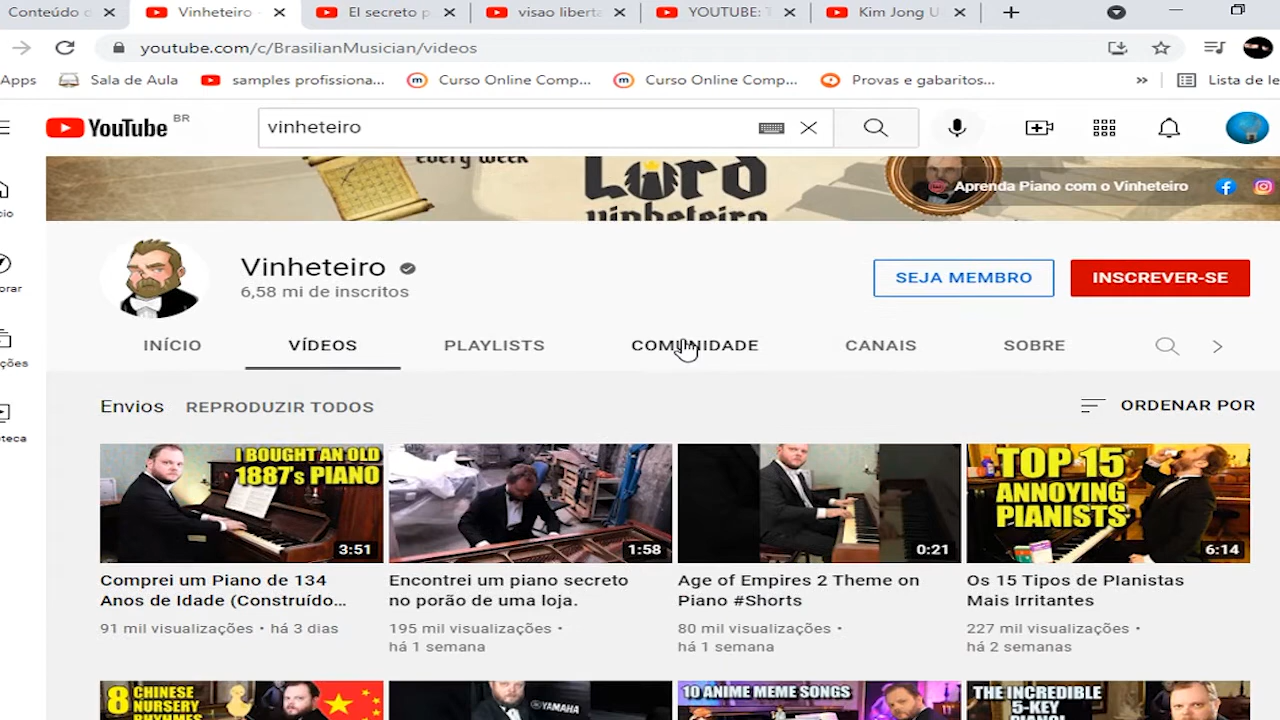 Conteúdo d
Vinheteiro -
El secreto p
visao liberta
YOUTUBE: T
Kim Jong U
youtube.com/c/BrasilianMusician/videos
Apps
Sala de Aula
samples profissiona...
Curso Online Comp...
Curso Online Comp...
Provas e gabaritos...
»
Lista de le
YouTube BR
vinheteiro
every week
Lord
vinheteiro
Aprenda Piano com o Vinheteiro
cio
Vinheteiro
6,58 mi de inscritos
SEJA MEMBRO
INSCREVER-SE
orar
INÍCIO
VÍDEOS
PLAYLISTS
COMUNIDADE
CANAIS
SOBRE
ções
Envios
REPRODUZIR TODOS
ORDENAR POR
teca
I BOUGHT AN OLD
1887's PIANO
3:51
1:58
0:21
TOP 15
ANNOYING
PIANISTS
6:14
Comprei um Piano de 134
Anos de Idade (Construído...
91 mil visualizações • há 3 dias
Encontrei um piano secreto
no porão de uma loja.
195 mil visualizações •
há 1 semana
Age of Empires 2 Theme on
Piano #Shorts
80 mil visualizações •
há 1 semana
Os 15 Tipos de PIanistas
Mais Irritantes
227 mil visualizações •
há 2 semanas
8 CHINESE
NURSERY
RHYMES
YAMAHA
10 ANIME MEME SONGS
THE INCREDIBLE
5-KEY
PIANO!